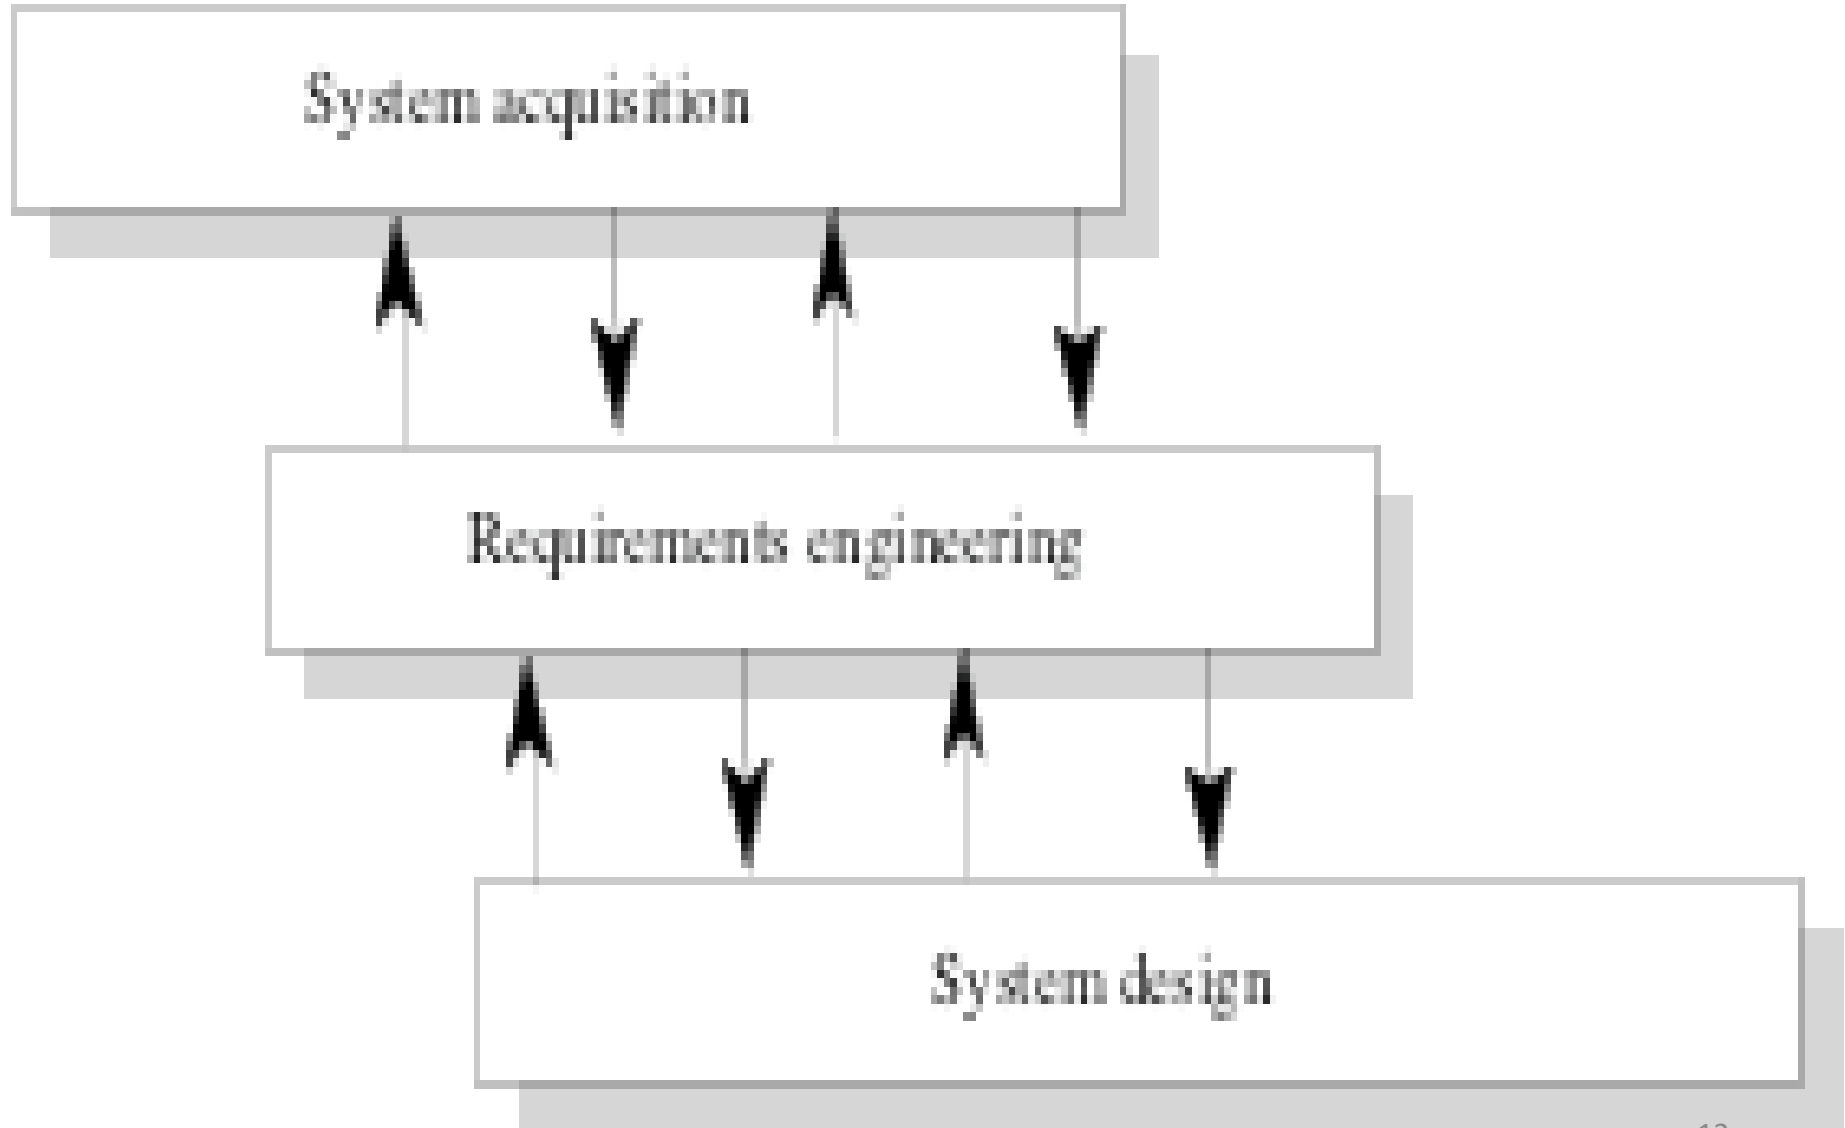 System acquisition
Requirements engineering
System design